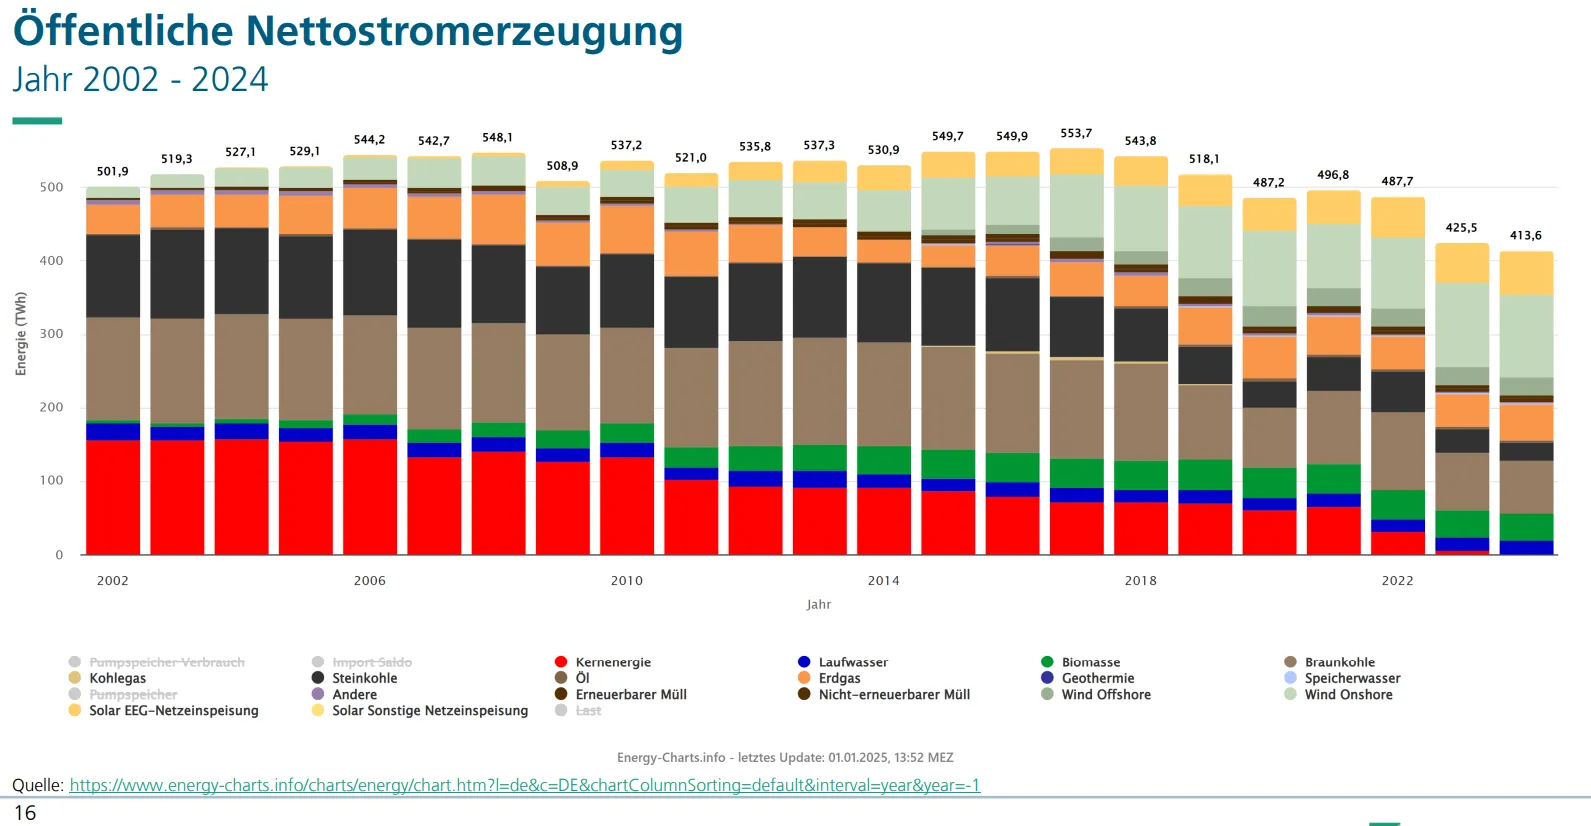 Öffentliche Nettostromerzeugung
Jahr 2002 - 2024
501,9 519,3 527,1 529,1 544,2 542,7 548,1 508,9 537,2 521,0 535,8 537,3 530,9 549,7 549,9 553,7 543,8 518,1 487,2 496,8 487,7 425,5 413,6
Energie (TWh)
500
400
300
200
100
0
2002 2006 2010 2014 2018 2022
Jahr
Pumpspeicher Verbrauch Import Saldo Kernenergie Laufwasser Biomasse Braunkohle
Kohlegas Steinkohle Öl Erdgas Geothermie Speicherwasser
Pumpspeicher Andere Erneuerbarer Müll Nicht-erneuerbarer Müll Wind Offshore Wind Onshore
Solar EEG-Netzeinspeisung Solar Sonstige Netzeinspeisung Last
Energy-Charts.info - letztes Update: 01.01.2025, 13:52 MEZ
Quelle: https://www.energy-charts.info/charts/energy/chart.htm?l=de&c=DE&chartColumnSorting=default&interval=year&year=-1
16